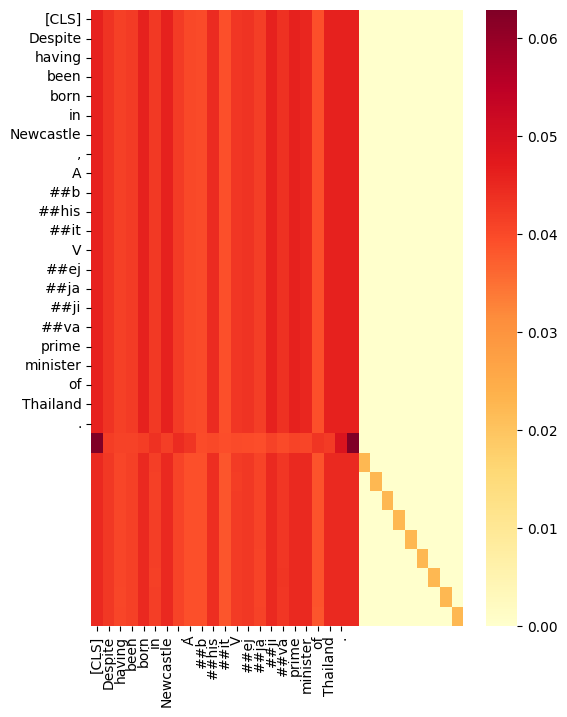 [CLS]
Despite
having
been
born
in
Newcastle
,
A
##b
##his
##it
V
##ej
##ja
##ji
##va
prime
minister
of
Thailand
.
0.06
0.05
0.04
0.03
0.02
0.01
0.00
[CLS]
Despite
having
been
born
in
Newcastle
,
A
##b
##his
##it
V
##ej
##ja
##ji
##va
prime
minister
of
Thailand
.